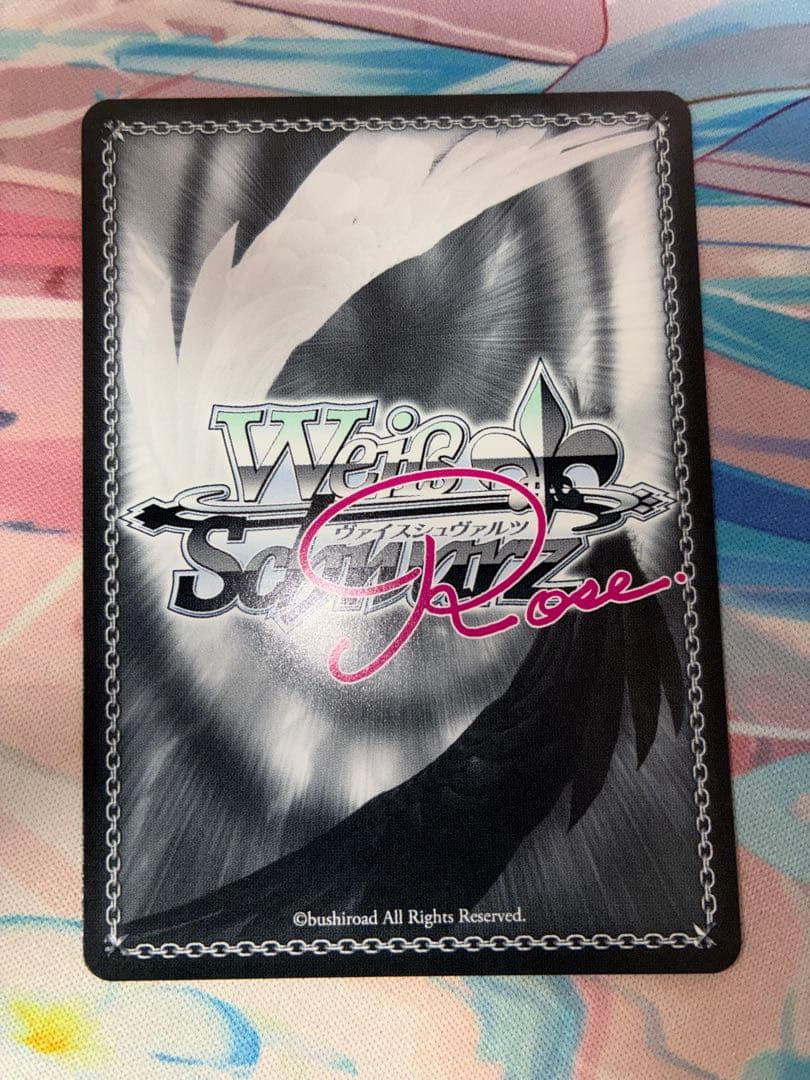 Weiß
ヴァイスシュヴァルツ
Schwarz
Rose.
©bushiroad All Rights Reserved.